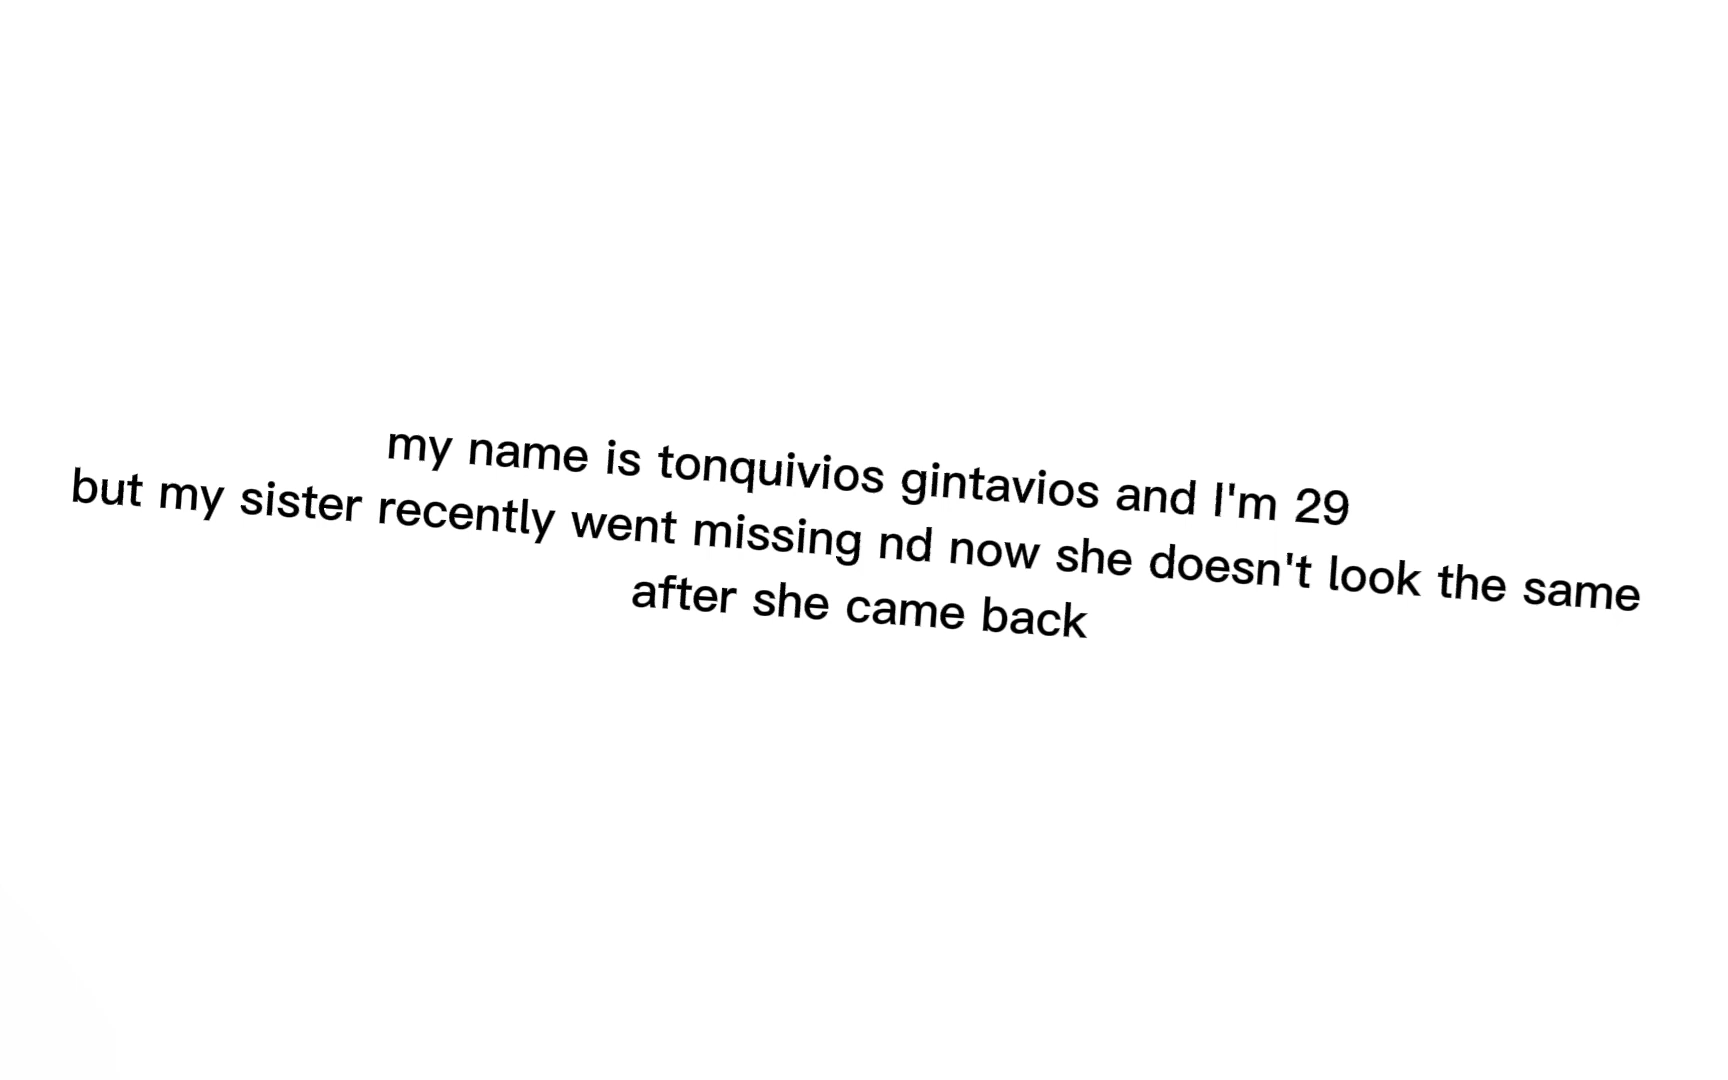 my name is tonquivios gintavios and I'm 29
but my sister recently went missing nd now she doesn't look the same
after she came back